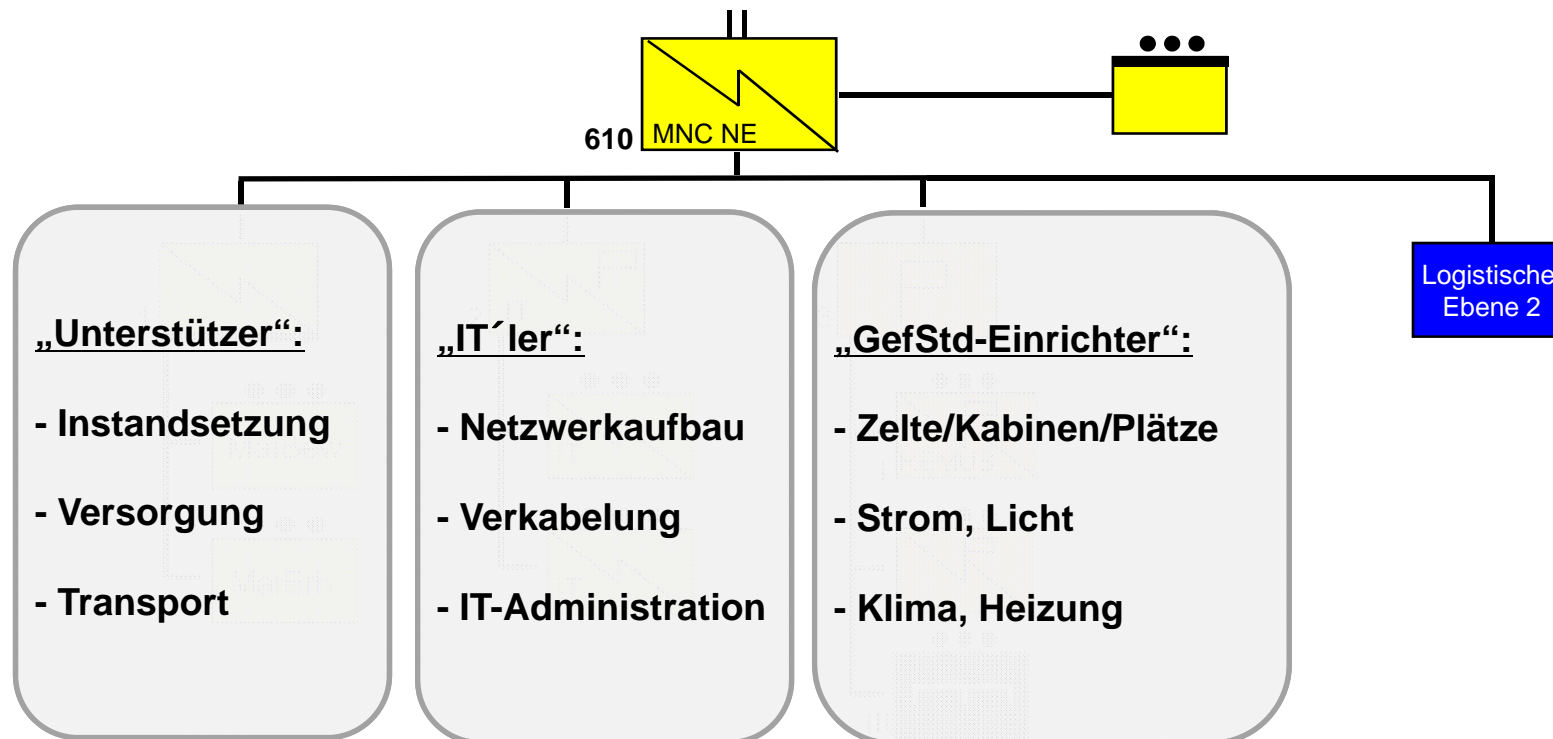 610
MNC NE
„Unterstützer“:
- Instandsetzung
- Versorgung
- Transport
„IT´ler“:
- Netzwerkaufbau
- Verkabelung
- IT-Administration
„GefStd-Einrichter“:
- Zelte/Kabinen/Plätze
- Strom, Licht
- Klima, Heizung
Logistische
Ebene 2